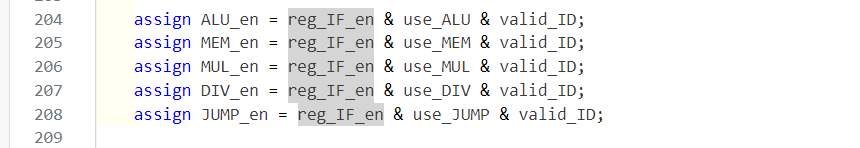 204 assign ALU_en = reg_IF_en & use_ALU & valid_ID;
205 assign MEM_en = reg_IF_en & use_MEM & valid_ID;
206 assign MUL_en = reg_IF_en & use_MUL & valid_ID;
207 assign DIV_en = reg_IF_en & use_DIV & valid_ID;
208 assign JUMP_en = reg_IF_en & use_JUMP & valid_ID;
209